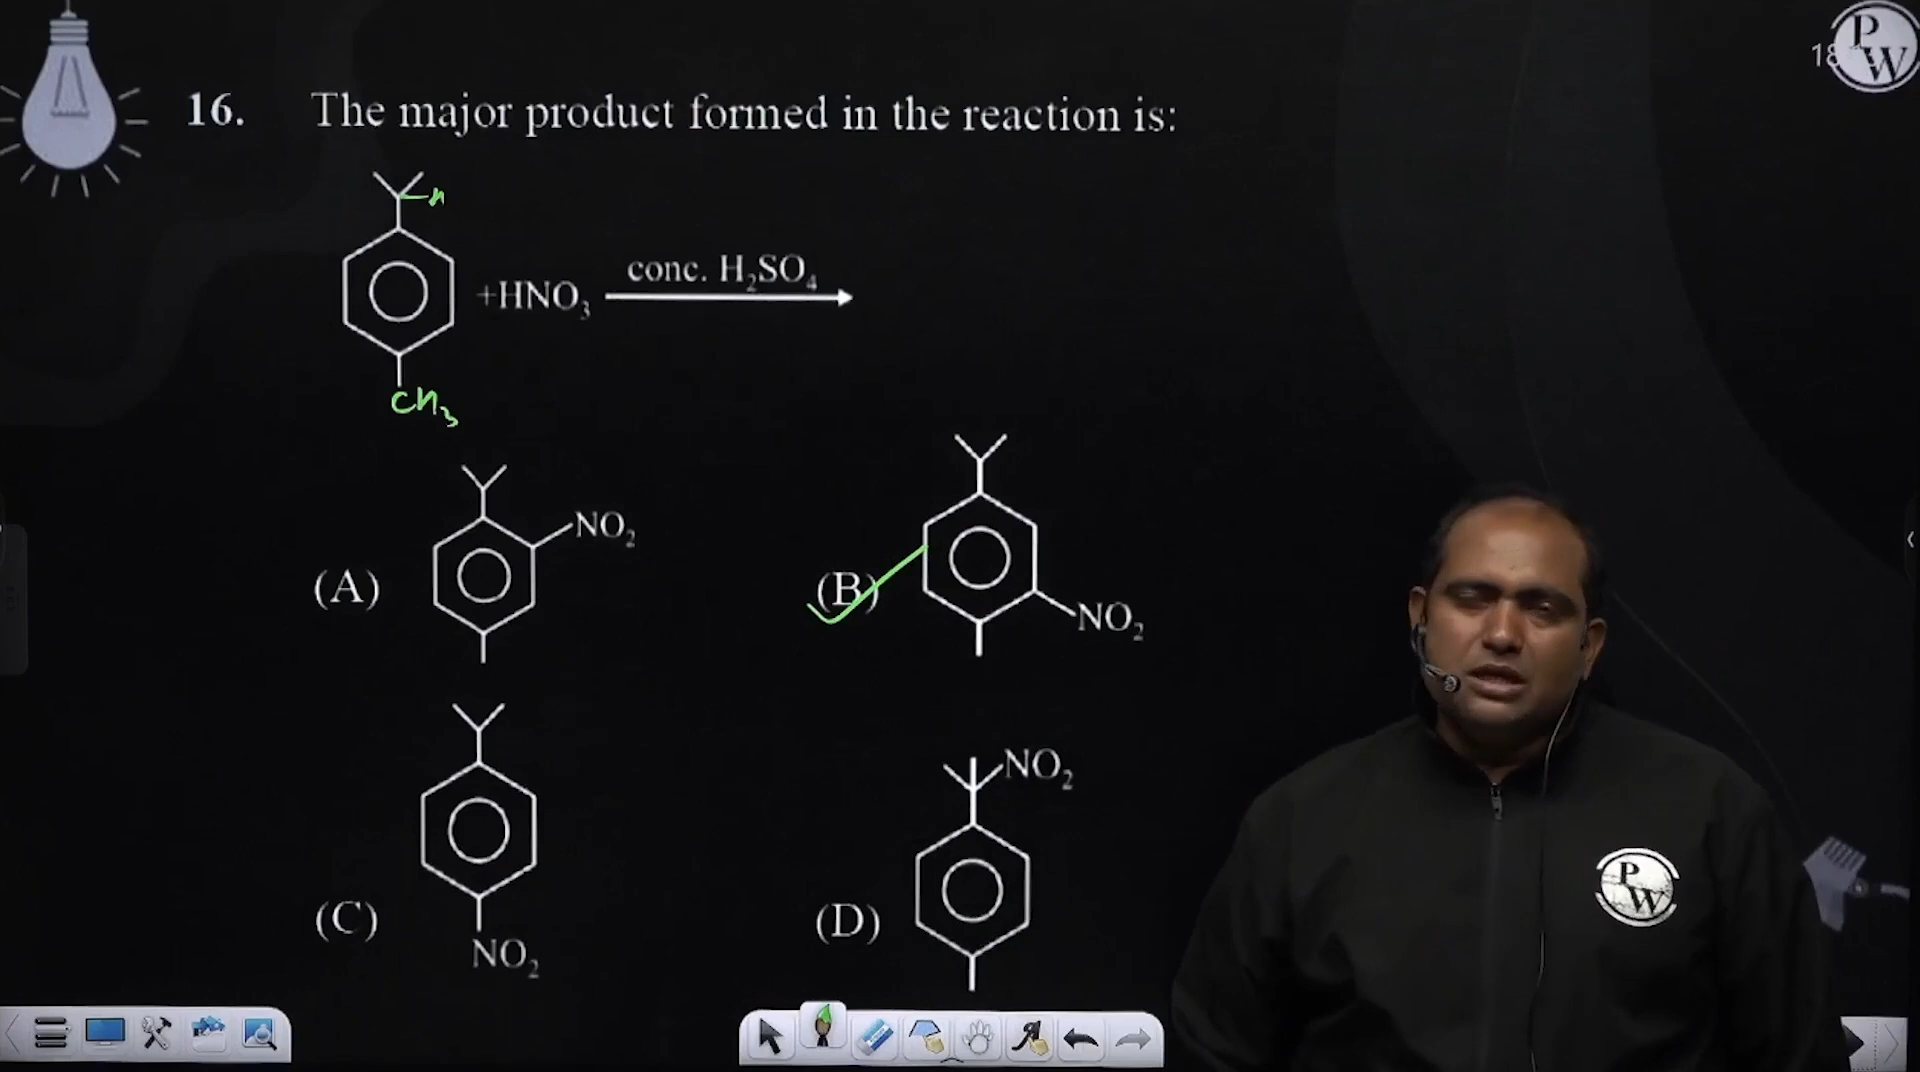 P
W
16. The major product formed in the reaction is:
H
+HNO3 conc. H2SO4
CH3
(A) NO2
(B) NO2
(C) NO2
(D) NO2
P
W